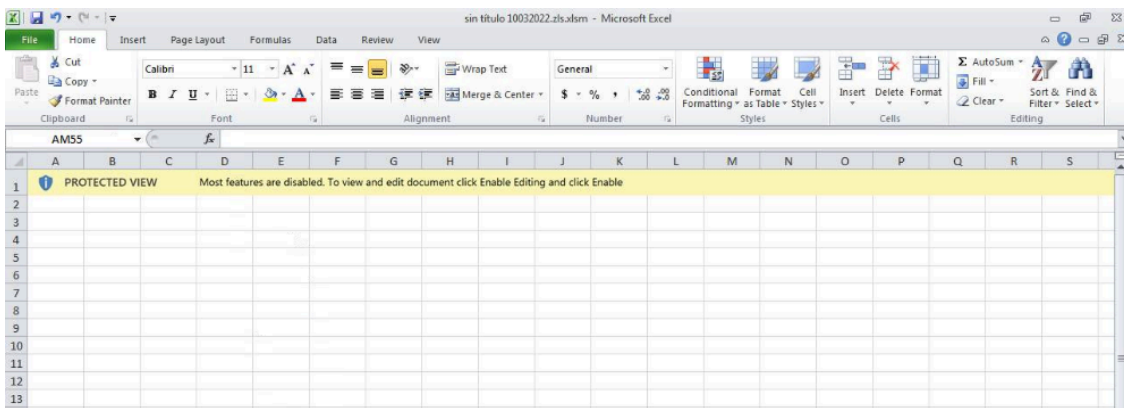 sin título 10032022.zls.xlsm - Microsoft Excel
File Home Insert Page Layout Formulas Data Review View
Cut
Copy
Format Painter
Paste
Clipboard
Calibri 11 A A
B I U A
Font
Wrap Text
Merge & Center
Alignment
General
$ % , .00 .00
Number
Conditional Formatting
Format as Table
Cell Styles
Styles
Insert Delete Format
Cells
Σ AutoSum
Fill
Clear
Sort & Filter
Find & Select
Editing
AM55 fx
A B C D E F G H I J K L M N O P Q R S
1 PROTECTED VIEW Most features are disabled. To view and edit document click Enable Editing and click Enable
2
3
4
5
6
7
8
9
10
11
12
13